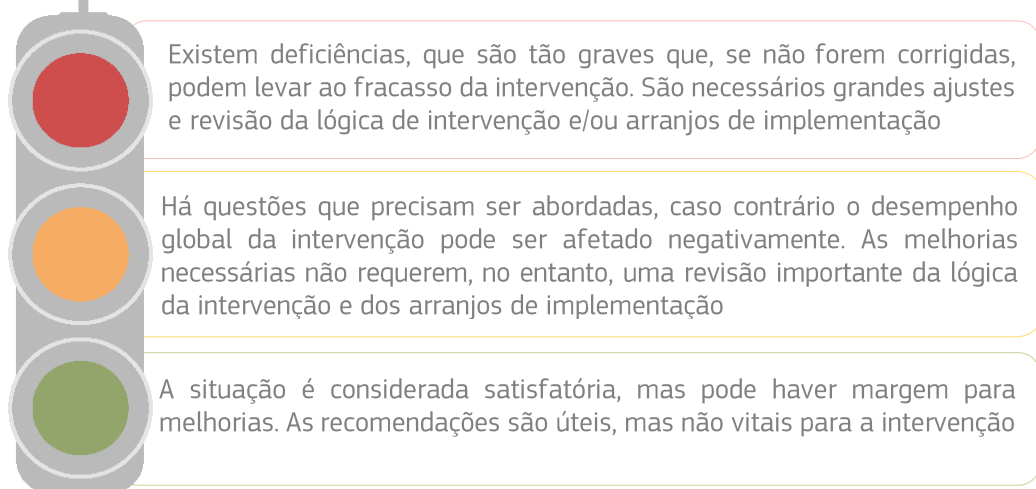 Existem deficiências, que são tão graves que, se não forem corrigidas,
podem levar ao fracasso da intervenção. São necessários grandes ajustes
e revisão da lógica de intervenção e/ou arranjos de implementação
Há questões que precisam ser abordadas, caso contrário o desempenho
global da intervenção pode ser afetado negativamente. As melhorias
necessárias não requerem, no entanto, uma revisão importante da lógica
da intervenção e dos arranjos de implementação
A situação é considerada satisfatória, mas pode haver margem para
melhorias. As recomendações são úteis, mas não vitais para a intervenção